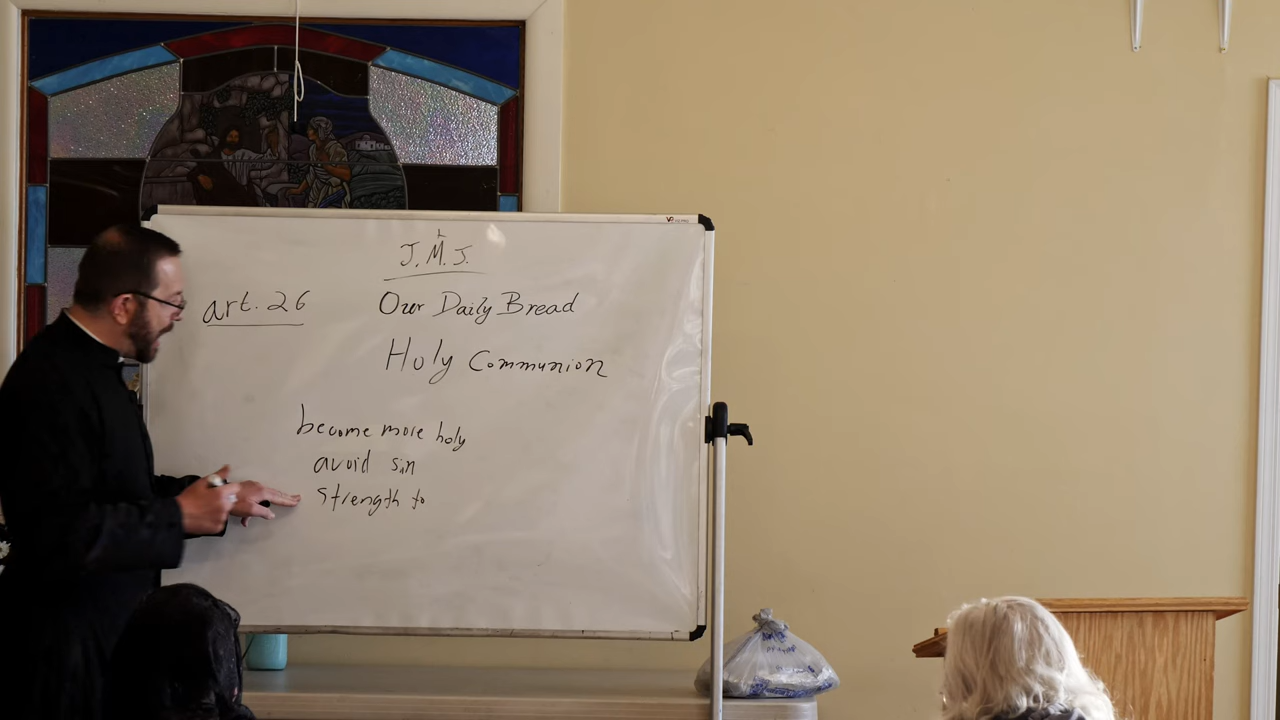 J.M.J.
art. 26
Our Daily Bread
Holy Communion
become more holy
avoid sin
strength to